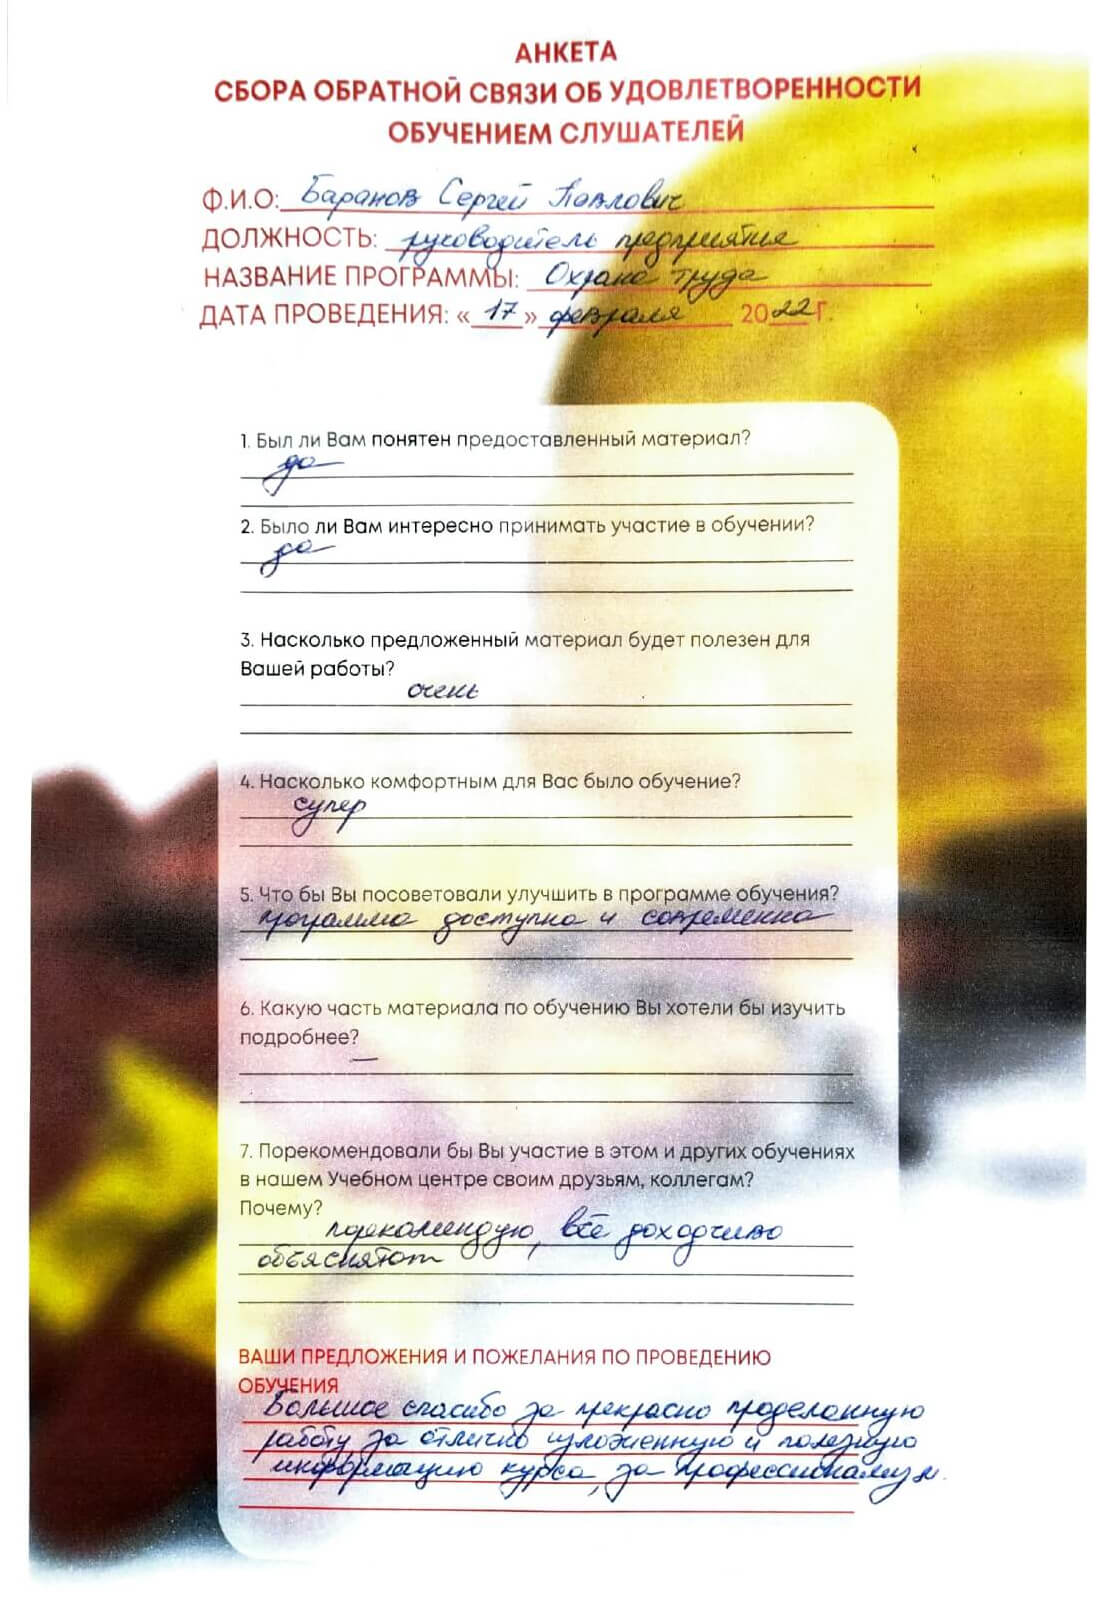 АНКЕТА
СБОРА ОБРАТНОЙ СВЯЗИ ОБ УДОВЛЕТВОРЕННОСТИ
ОБУЧЕНИЕМ СЛУШАТЕЛЕЙ
Ф.И.О: Баранов Сергей Павлович
ДОЛЖНОСТЬ: руководитель предприятия
НАЗВАНИЕ ПРОГРАММЫ: Охрана труда
ДАТА ПРОВЕДЕНИЯ: «17» февраля 2022 г.
1. Был ли Вам понятен предоставленный материал?
да
2. Было ли Вам интересно принимать участие в обучении?
да
3. Насколько предложенный материал будет полезен для
Вашей работы?
очень
4. Насколько комфортным для Вас было обучение?
супер
5. Что бы Вы посоветовали улучшить в программе обучения?
программа доступна и современна
6. Какую часть материала по обучению Вы хотели бы изучить
подробнее?
—
7. Порекомендовали бы Вы участие в этом и других обучениях
в нашем Учебном центре своим друзьям, коллегам?
Почему?
порекомендую, всё доходчиво
объясняют
ВАШИ ПРЕДЛОЖЕНИЯ И ПОЖЕЛАНИЯ ПО ПРОВЕДЕНИЮ
ОБУЧЕНИЯ
Большое спасибо за прекрасно проделанную
работу за отлично изложенную и полезную
информацию курса, за профессионализм.